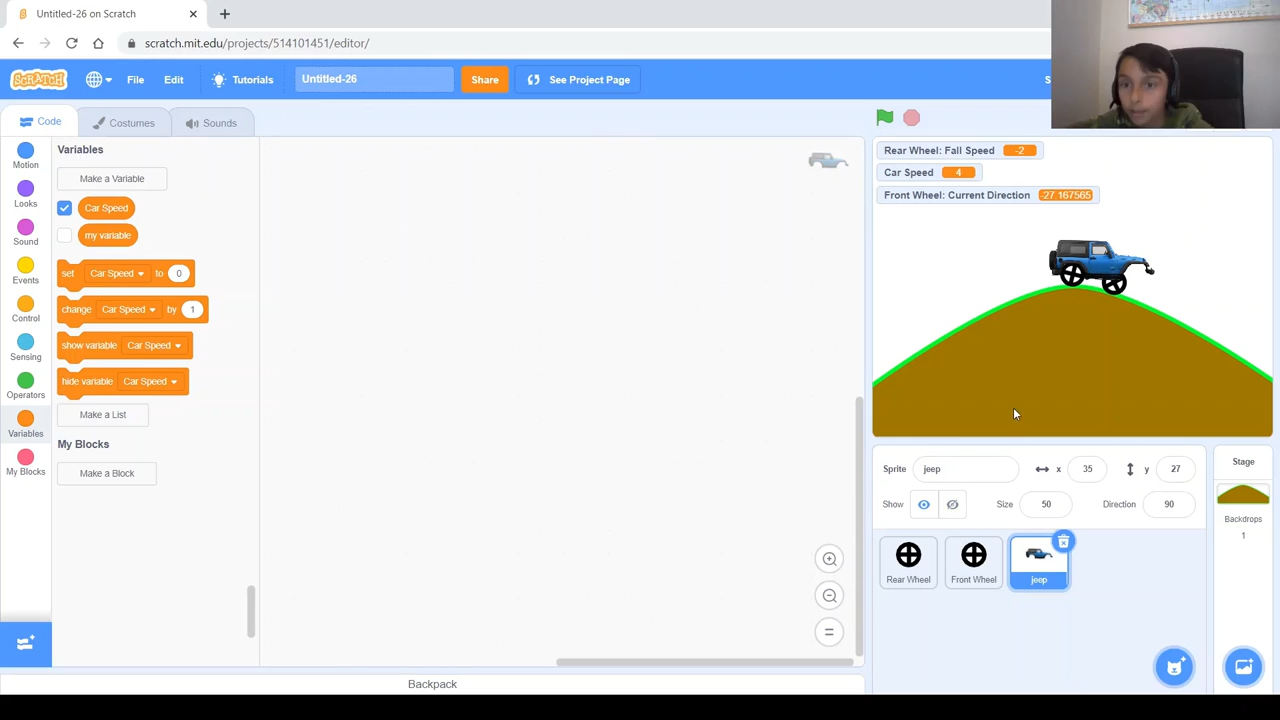 Untitled-26 on Scratch
scratch.mit.edu/projects/514101451/editor/
SCRATCH File Edit Tutorials Untitled-26 Share See Project Page S
Code Costumes Sounds
Motion
Looks
Sound
Events
Control
Sensing
Operators
Variables
My Blocks
Variables
Make a Variable
Car Speed
my variable
set Car Speed to 0
change Car Speed by 1
show variable Car Speed
hide variable Car Speed
Make a List
My Blocks
Make a Block
Backpack
Rear Wheel: Fall Speed -2
Car Speed 4
Front Wheel: Current Direction -27.167565
Sprite jeep x 35 y 27
Show Size 50 Direction 90
Rear Wheel Front Wheel jeep
Stage
Backdrops
1